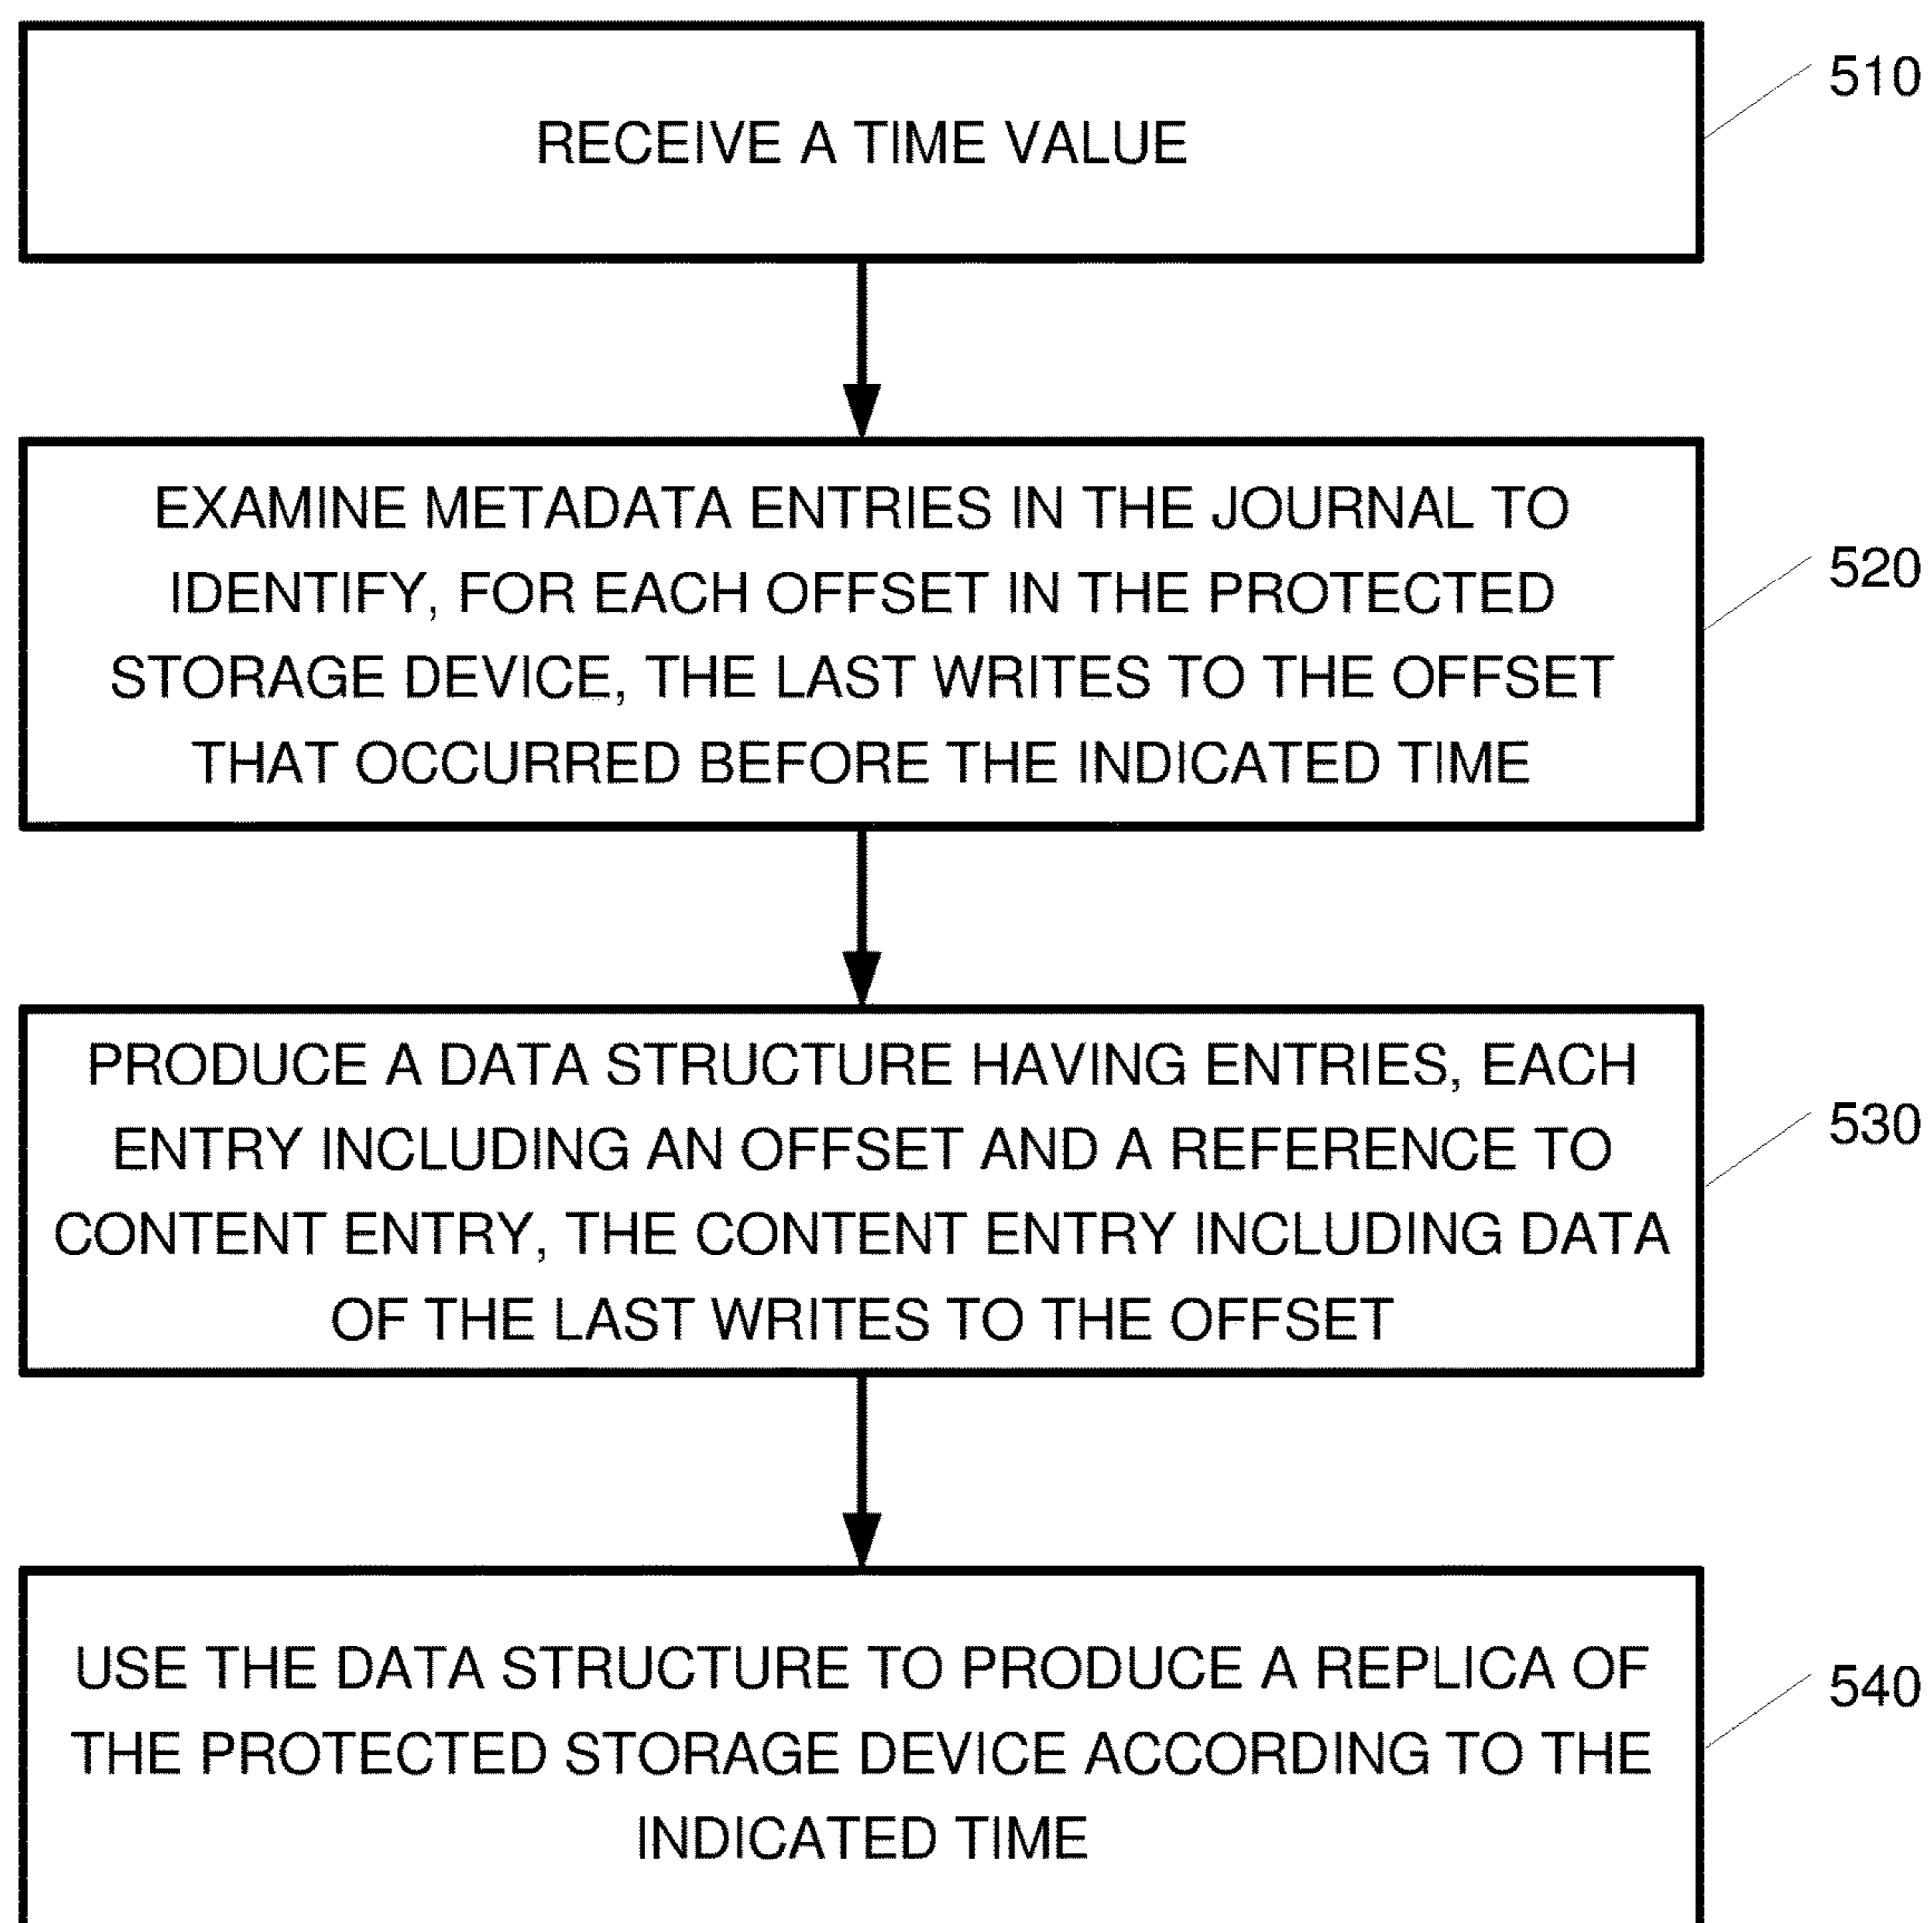 RECEIVE A TIME VALUE
510
EXAMINE METADATA ENTRIES IN THE JOURNAL TO
IDENTIFY, FOR EACH OFFSET IN THE PROTECTED
STORAGE DEVICE, THE LAST WRITES TO THE OFFSET
THAT OCCURRED BEFORE THE INDICATED TIME
520
PRODUCE A DATA STRUCTURE HAVING ENTRIES, EACH
ENTRY INCLUDING AN OFFSET AND A REFERENCE TO
CONTENT ENTRY, THE CONTENT ENTRY INCLUDING DATA
OF THE LAST WRITES TO THE OFFSET
530
USE THE DATA STRUCTURE TO PRODUCE A REPLICA OF
THE PROTECTED STORAGE DEVICE ACCORDING TO THE
INDICATED TIME
540